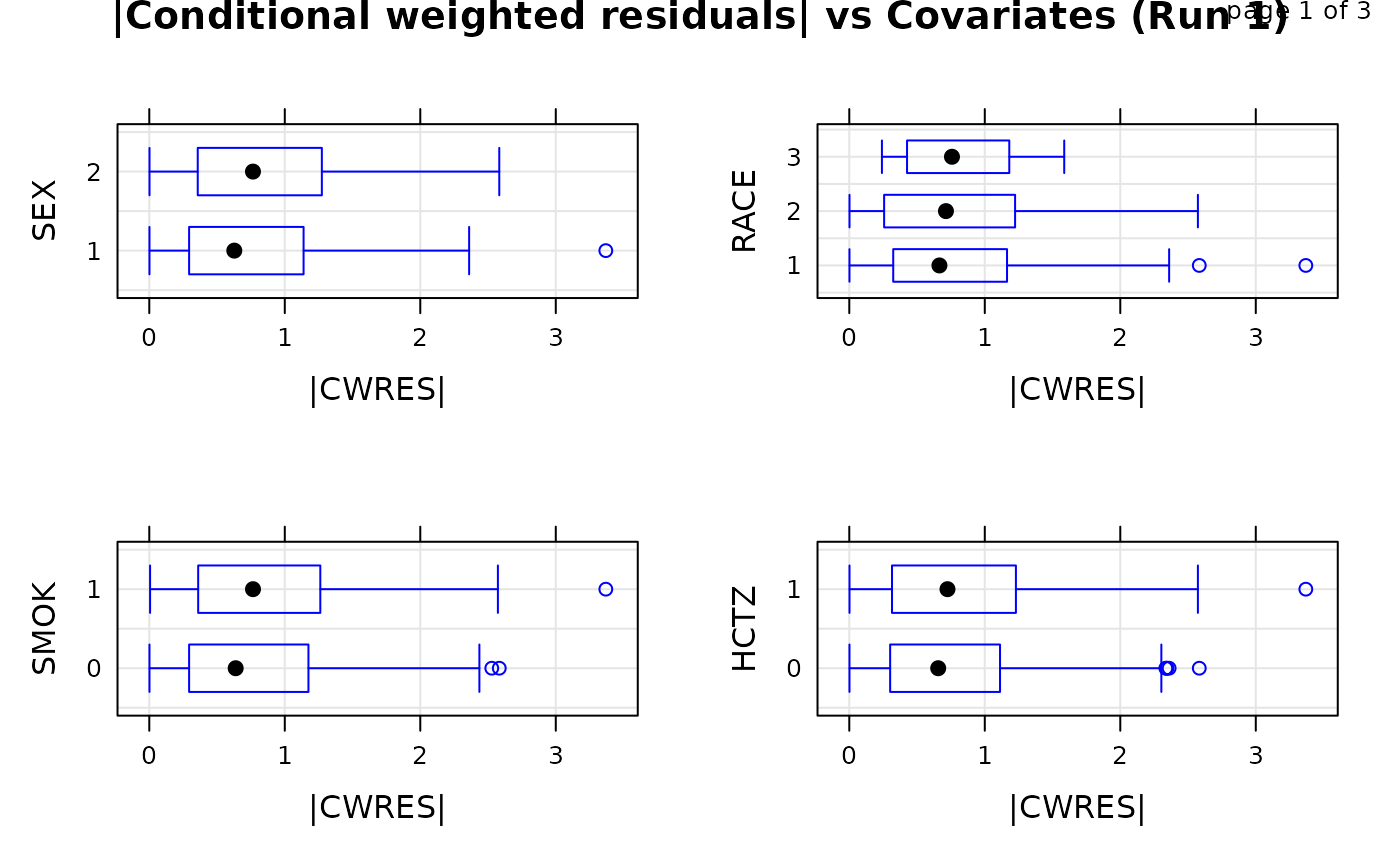 |Conditional weighted residuals| vs Covariates (Run 1)
page 1 of 3
SEX
2
1
0 1 2 3
|CWRES|
RACE
3
2
1
0 1 2 3
|CWRES|
SMOK
1
0
0 1 2 3
|CWRES|
HCTZ
1
0
0 1 2 3
|CWRES|